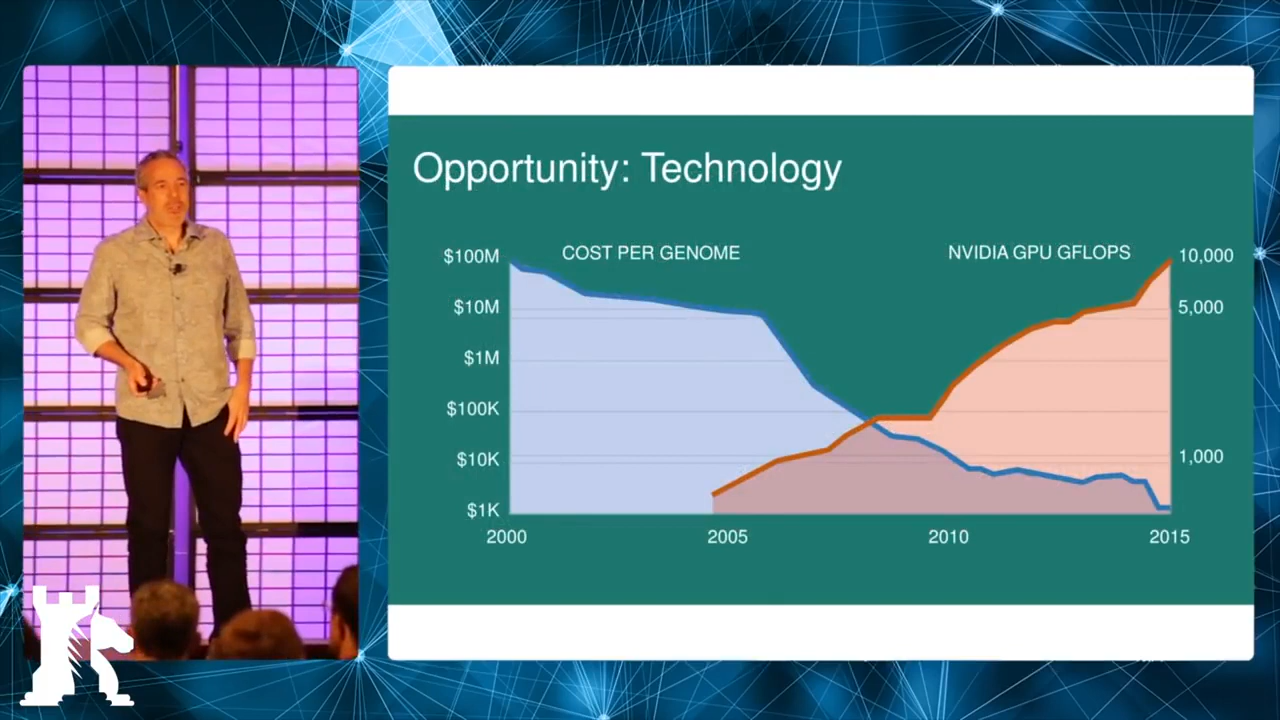 Opportunity: Technology
COST PER GENOME
NVIDIA GPU GFLOPS
$100M
$10M
$1M
$100K
$10K
$1K
10,000
5,000
1,000
2000
2005
2010
2015